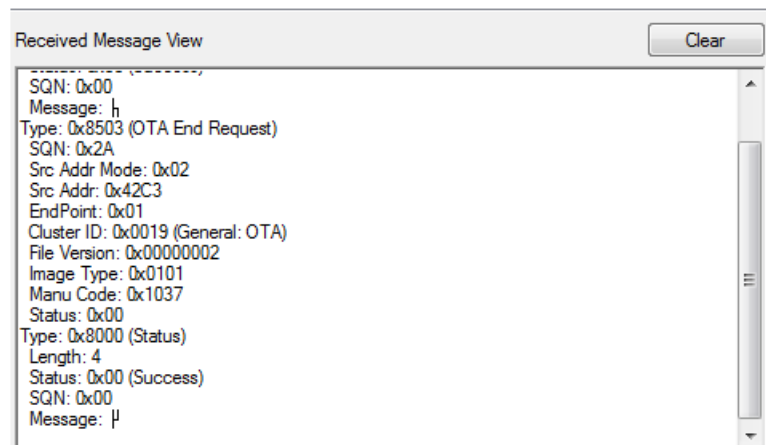 Received Message View
Clear
SQN: 0x00
Message:
Type: 0x8503 (OTA End Request)
SQN: 0x2A
Src Addr Mode: 0x02
Src Addr: 0x42C3
EndPoint: 0x01
Cluster ID: 0x0019 (General: OTA)
File Version: 0x00000002
Image Type: 0x0101
Manu Code: 0x1037
Status: 0x00
Type: 0x8000 (Status)
Length: 4
Status: 0x00 (Success)
SQN: 0x00
Message: